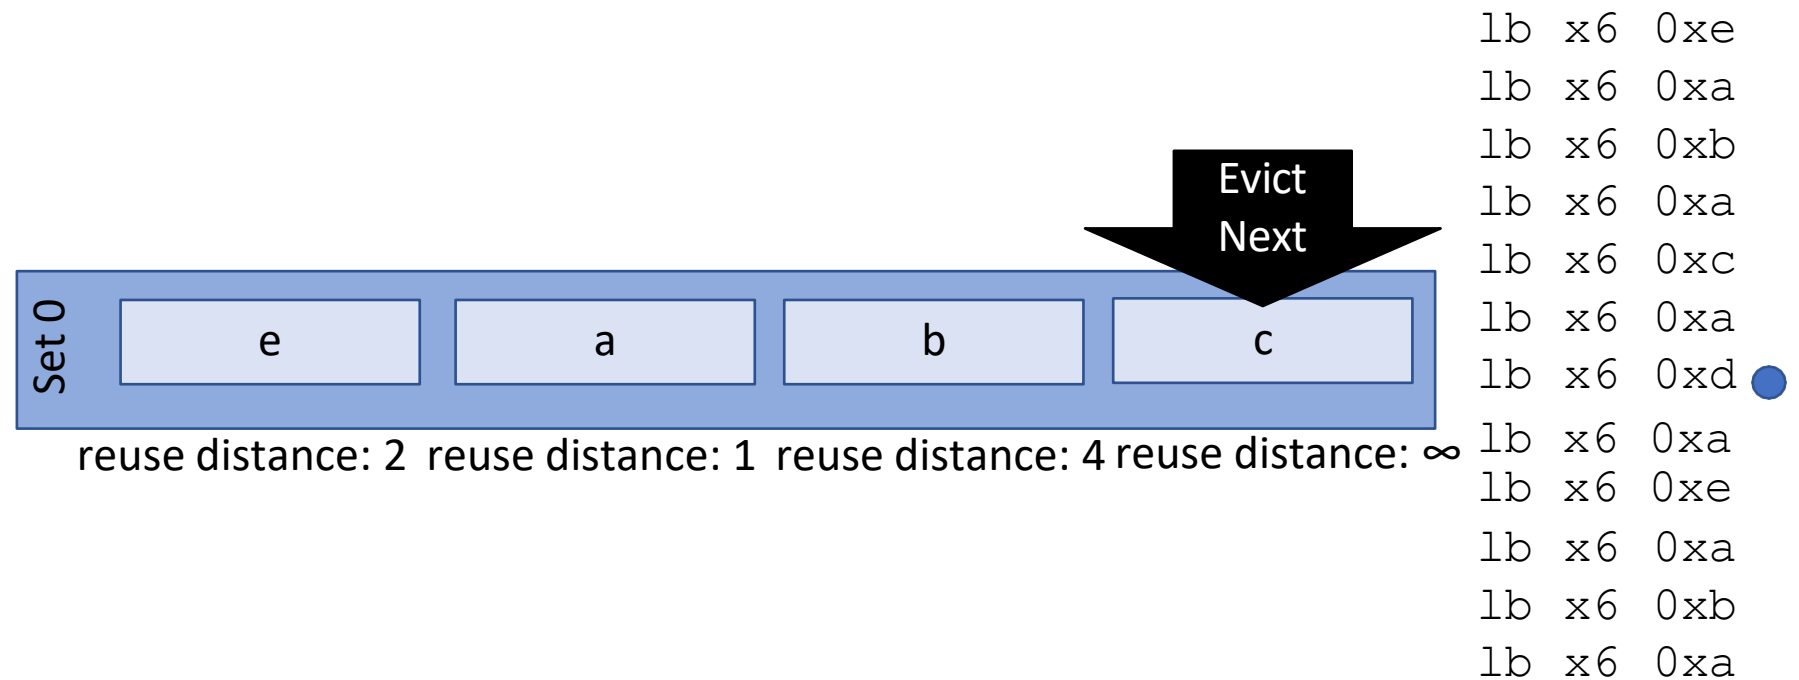 Evict
Next
Set 0
e
a
b
c
reuse distance: 2
reuse distance: 1
reuse distance: 4
reuse distance: ∞
lb x6 0xe
lb x6 0xa
lb x6 0xb
lb x6 0xa
lb x6 0xc
lb x6 0xa
lb x6 0xd
lb x6 0xa
lb x6 0xe
lb x6 0xa
lb x6 0xb
lb x6 0xa